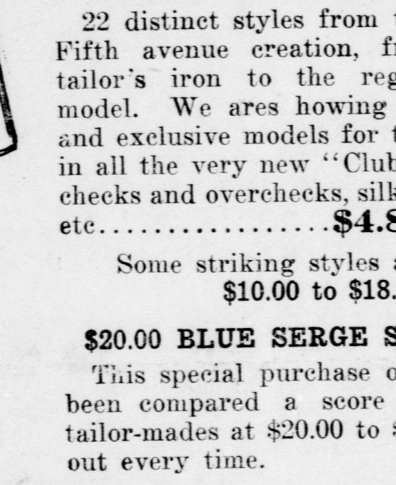 22 distinct styles from
Fifth avenue creation,
tailor's iron to the
model. We ares howing
and exclusive models for
in all the very new "Club
checks and overchecks, silk
etc.................$4.8
Some striking styles
$10.00 to $18.
$20.00 BLUE SERGE S
This special purchase
been compared a score
tailor-mades at $20.00 to
out every time.